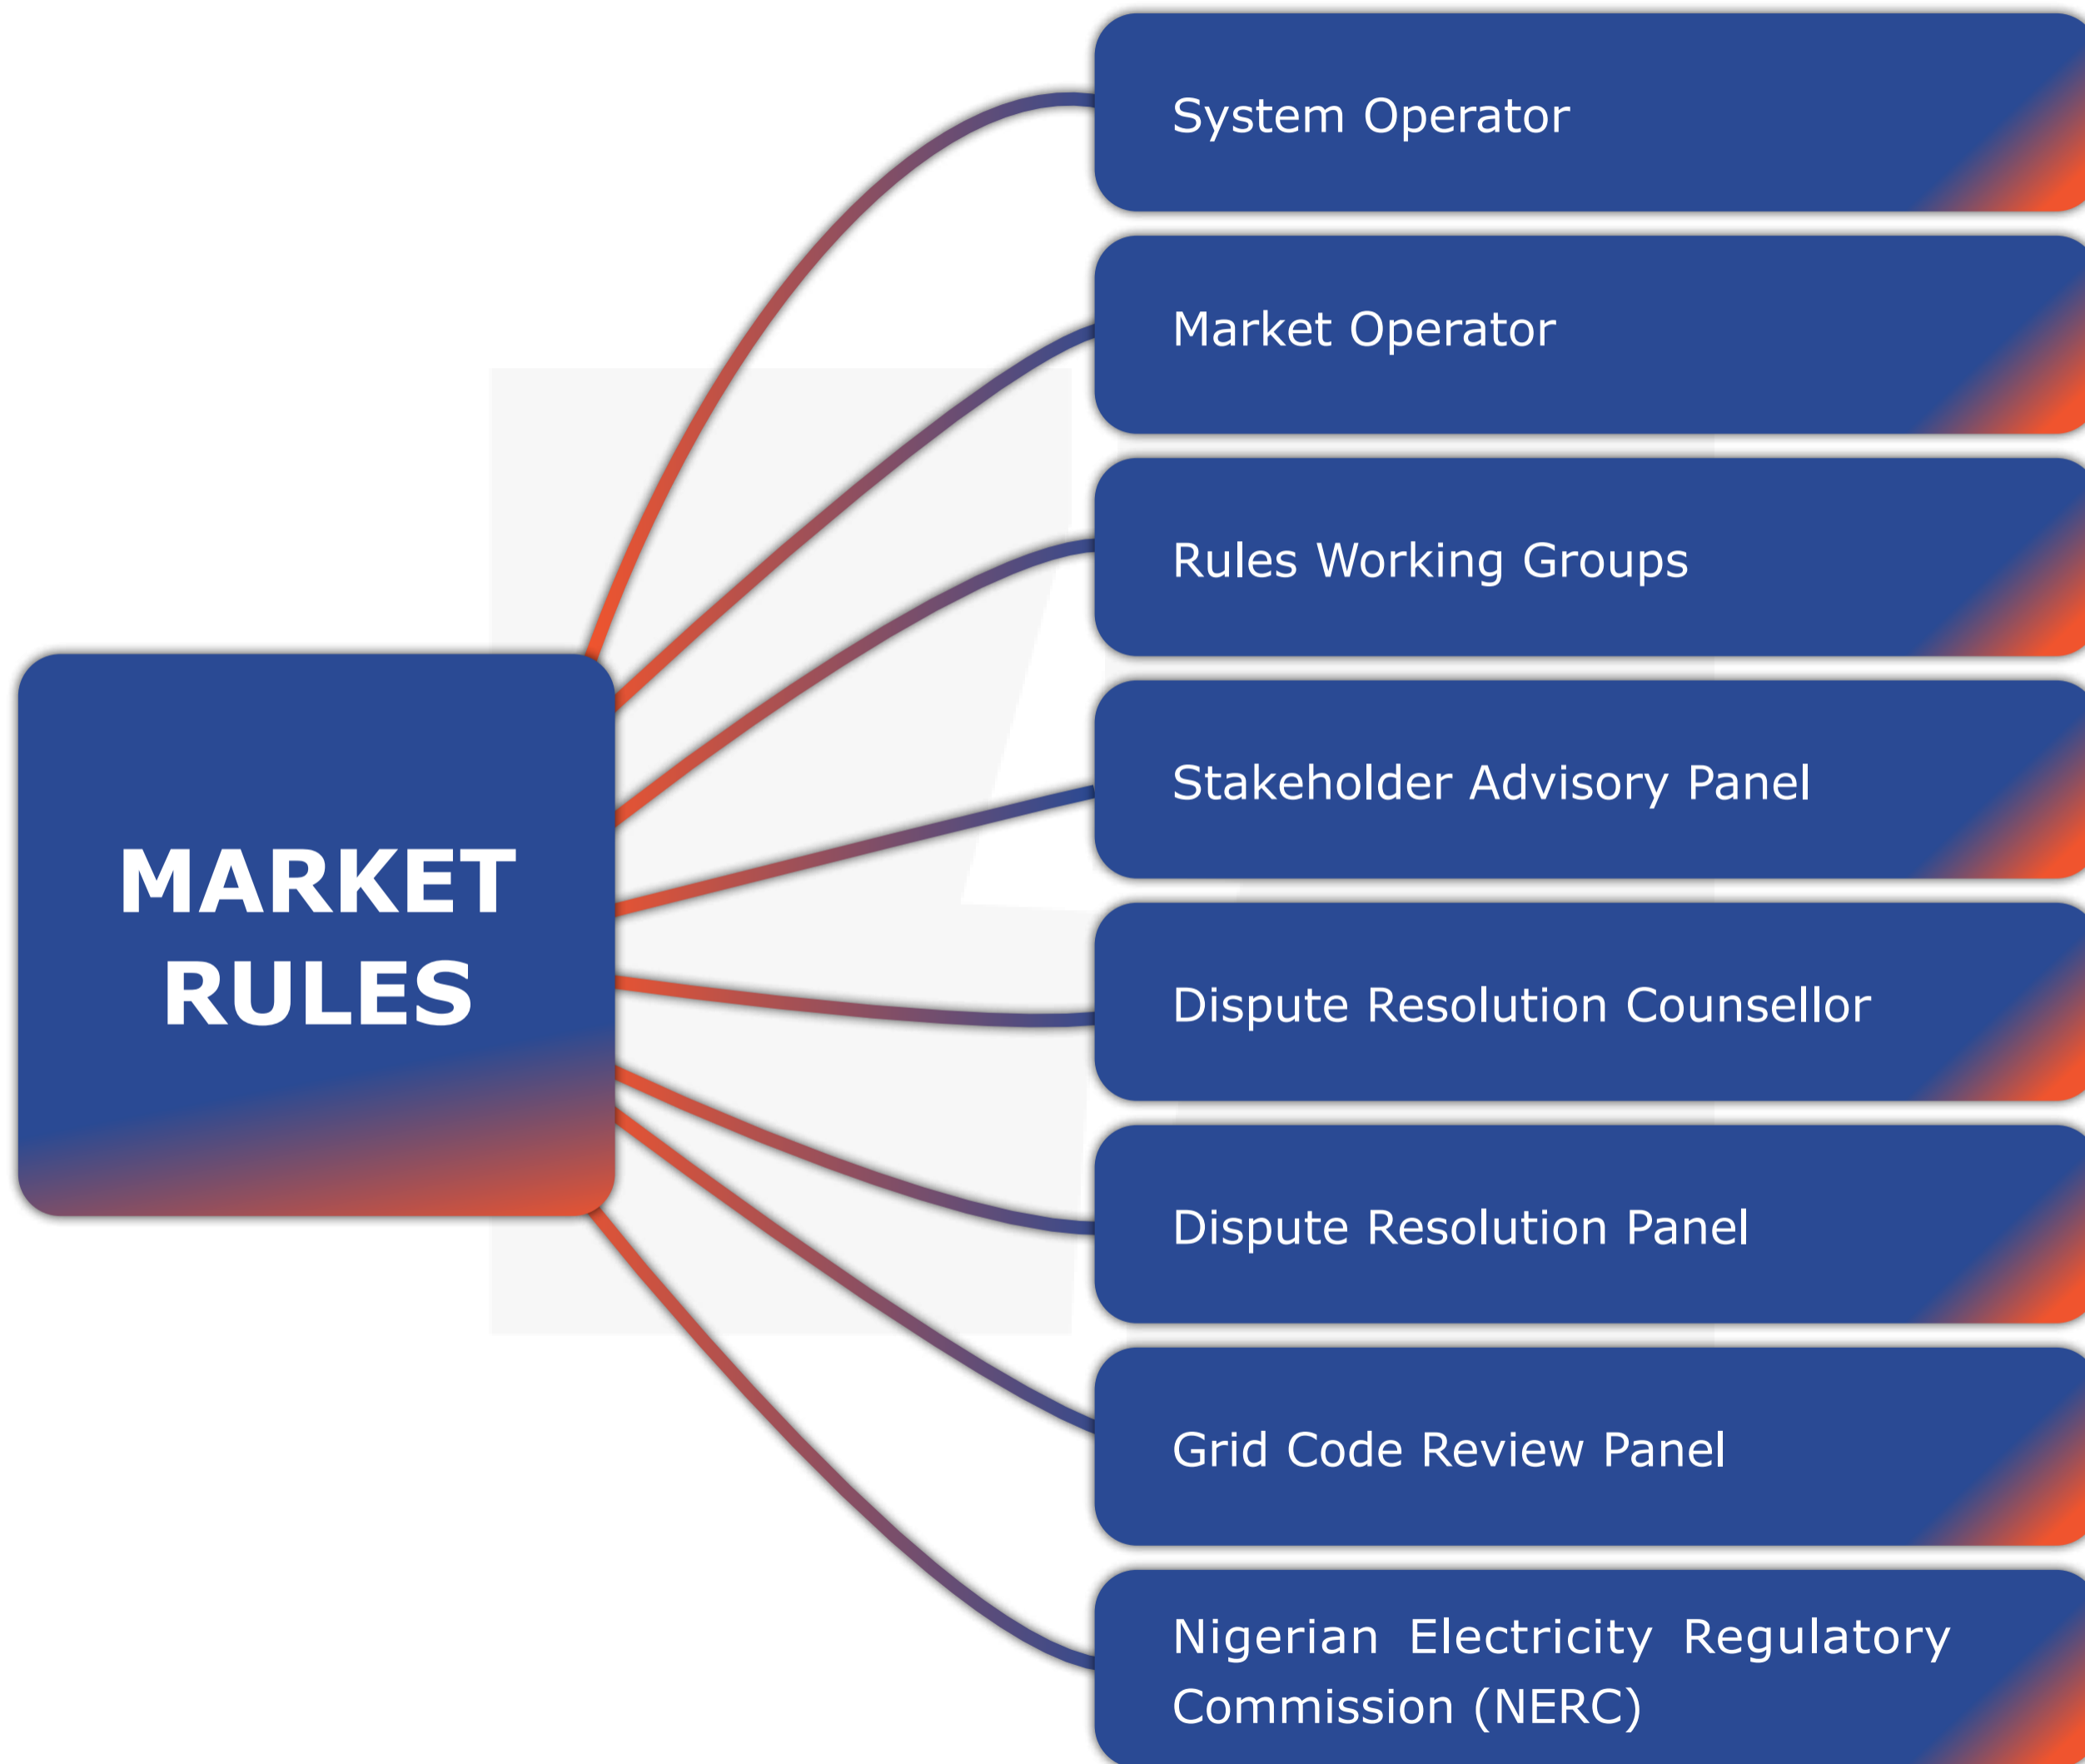 MARKET
RULES
System Operator
Market Operator
Rules Working Groups
Stakeholder Advisory Panel
Dispute Resolution Counsellor
Dispute Resolution Panel
Grid Code Review Panel
Nigerian Electricity Regulatory
Commission (NERC)